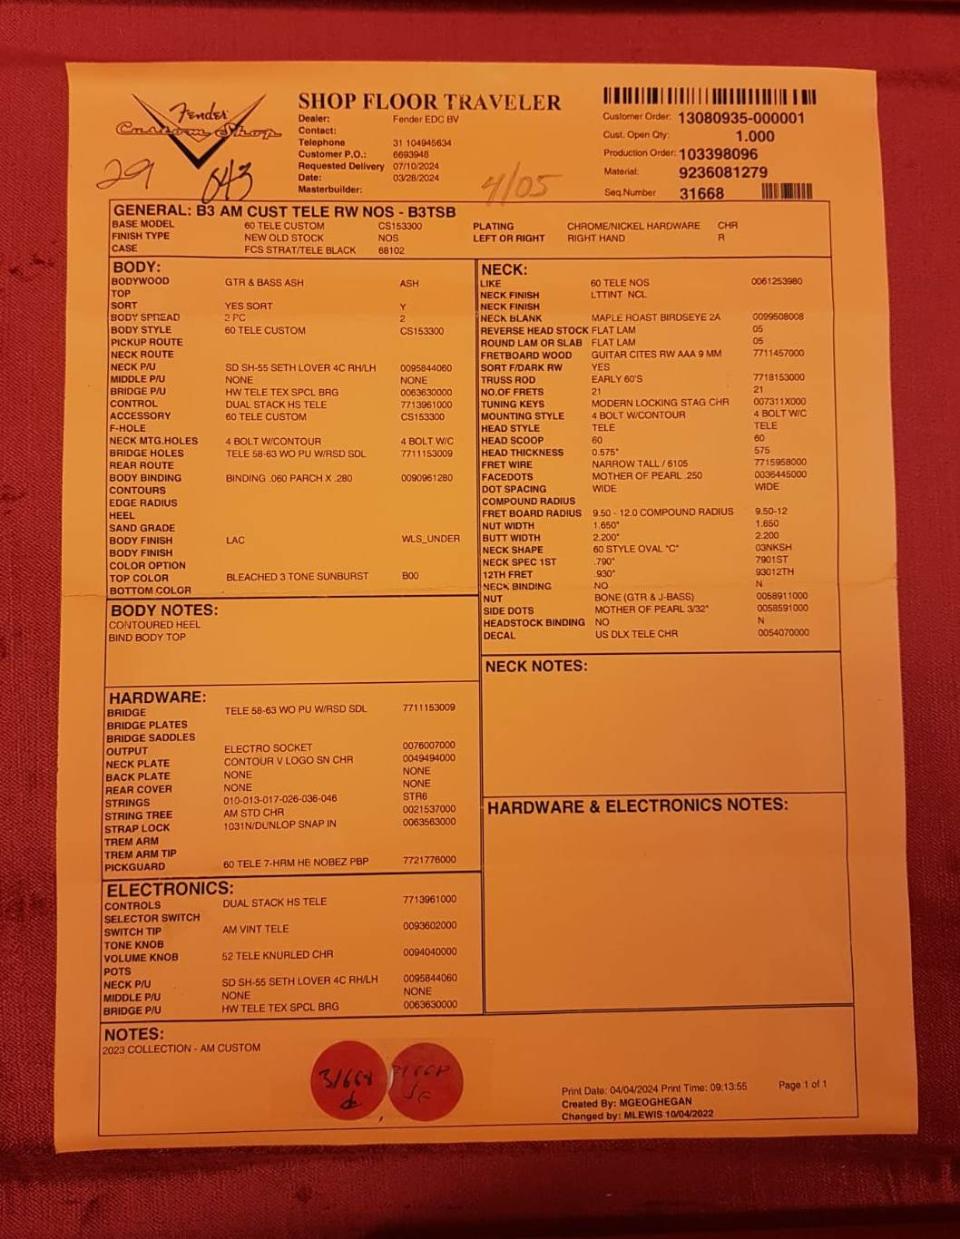 Fender
Custom Shop
SHOP FLOOR TRAVELER
Dealer: Fender EDC BV
Contact:
Telephone 31 104945634
Customer P.O.: 6693948
Requested Delivery 07/10/2024
Date: 03/28/2024
Masterbuilder:
29 643 4/05
Customer Order: 13080935-000001
Cust. Open Qty: 1.000
Production Order: 103398096
Material: 9236081279
Seq.Number 31668
GENERAL: B3 AM CUST TELE RW NOS - B3TSB
BASE MODEL 60 TELE CUSTOM CS153300
FINISH TYPE NEW OLD STOCK NOS
CASE FCS STRAT/TELE BLACK 68102
PLATING CHROME/NICKEL HARDWARE CHR
LEFT OR RIGHT RIGHT HAND R
BODY:
BODYWOOD GTR & BASS ASH ASH
TOP
SORT YES SORT Y
BODY SPREAD 2 PC 2
BODY STYLE 60 TELE CUSTOM CS153300
PICKUP ROUTE
NECK ROUTE
NECK P/U SD SH-55 SETH LOVER 4C RH/LH 0095844060
MIDDLE P/U NONE NONE
BRIDGE P/U HW TELE TEX SPCL BRG 0063630000
CONTROL DUAL STACK HS TELE 7713961000
ACCESSORY 60 TELE CUSTOM CS153300
F-HOLE
NECK MTG.HOLES 4 BOLT W/CONTOUR 4 BOLT W/C
BRIDGE HOLES TELE 58-63 WO PU W/RSD SDL 7711153009
REAR ROUTE
BODY BINDING BINDING .060 PARCH X .280 0090961280
CONTOURS
EDGE RADIUS
HEEL
SAND GRADE
BODY FINISH LAC WLS_UNDER
BODY FINISH
COLOR OPTION
TOP COLOR BLEACHED 3 TONE SUNBURST B00
BOTTOM COLOR
BODY NOTES:
CONTOURED HEEL
BIND BODY TOP
NECK:
LIKE 60 TELE NOS 0061253980
NECK FINISH LTTINT NCL
NECK FINISH
NECK BLANK MAPLE ROAST BIRDSEYE 2A 0099508008
REVERSE HEAD STOCK FLAT LAM 05
ROUND LAM OR SLAB FLAT LAM 05
FRETBOARD WOOD GUITAR CITES RW AAA 9 MM 7711457000
SORT F/DARK RW YES
TRUSS ROD EARLY 60'S 7718153000
NO.OF FRETS 21 21
TUNING KEYS MODERN LOCKING STAG CHR 007311X000
MOUNTING STYLE 4 BOLT W/CONTOUR 4 BOLT W/C
HEAD STYLE TELE TELE
HEAD SCOOP 60 60
HEAD THICKNESS 0.575" 575
FRET WIRE NARROW TALL / 6105 7715958000
FACEDOTS MOTHER OF PEARL .250 0036445000
DOT SPACING WIDE WIDE
COMPOUND RADIUS
FRET BOARD RADIUS 9.50 - 12.0 COMPOUND RADIUS 9.50-12
NUT WIDTH 1.650" 1.650
BUTT WIDTH 2.200" 2.200
NECK SHAPE 60 STYLE OVAL "C" 03NKSH
NECK SPEC 1ST .790" 7901ST
12TH FRET .930" 93012TH
NECK BINDING NO N
NUT BONE (GTR & J-BASS) 0058911000
SIDE DOTS MOTHER OF PEARL 3/32" 0058591000
HEADSTOCK BINDING NO N
DECAL US DLX TELE CHR 0054070000
NECK NOTES:
HARDWARE:
BRIDGE TELE 58-63 WO PU W/RSD SDL 7711153009
BRIDGE PLATES
BRIDGE SADDLES
OUTPUT ELECTRO SOCKET 0076007000
NECK PLATE CONTOUR V LOGO SN CHR 0049494000
BACK PLATE NONE NONE
REAR COVER NONE NONE
STRINGS 010-013-017-026-036-046 STR6
STRING TREE AM STD CHR 0021537000
STRAP LOCK 1031N/DUNLOP SNAP IN 0063563000
TREM ARM
TREM ARM TIP
PICKGUARD 60 TELE 7-HRM HB NOBEZ PBP 7721776000
HARDWARE & ELECTRONICS NOTES:
ELECTRONICS:
CONTROLS DUAL STACK HS TELE 7713961000
SELECTOR SWITCH
SWITCH TIP AM VINT TELE 0093602000
TONE KNOB
VOLUME KNOB 52 TELE KNURLED CHR 0094040000
POTS
NECK P/U SD SH-55 SETH LOVER 4C RH/LH 0095844060
MIDDLE P/U NONE NONE
BRIDGE P/U HW TELE TEX SPCL BRG 0063630000
NOTES:
2023 COLLECTION - AM CUSTOM
31668
31668
Print Date: 04/04/2024 Print Time: 09:13:55 Page 1 of 1
Created By: MGEOGHEGAN
Changed by: MLEWIS 10/04/2022